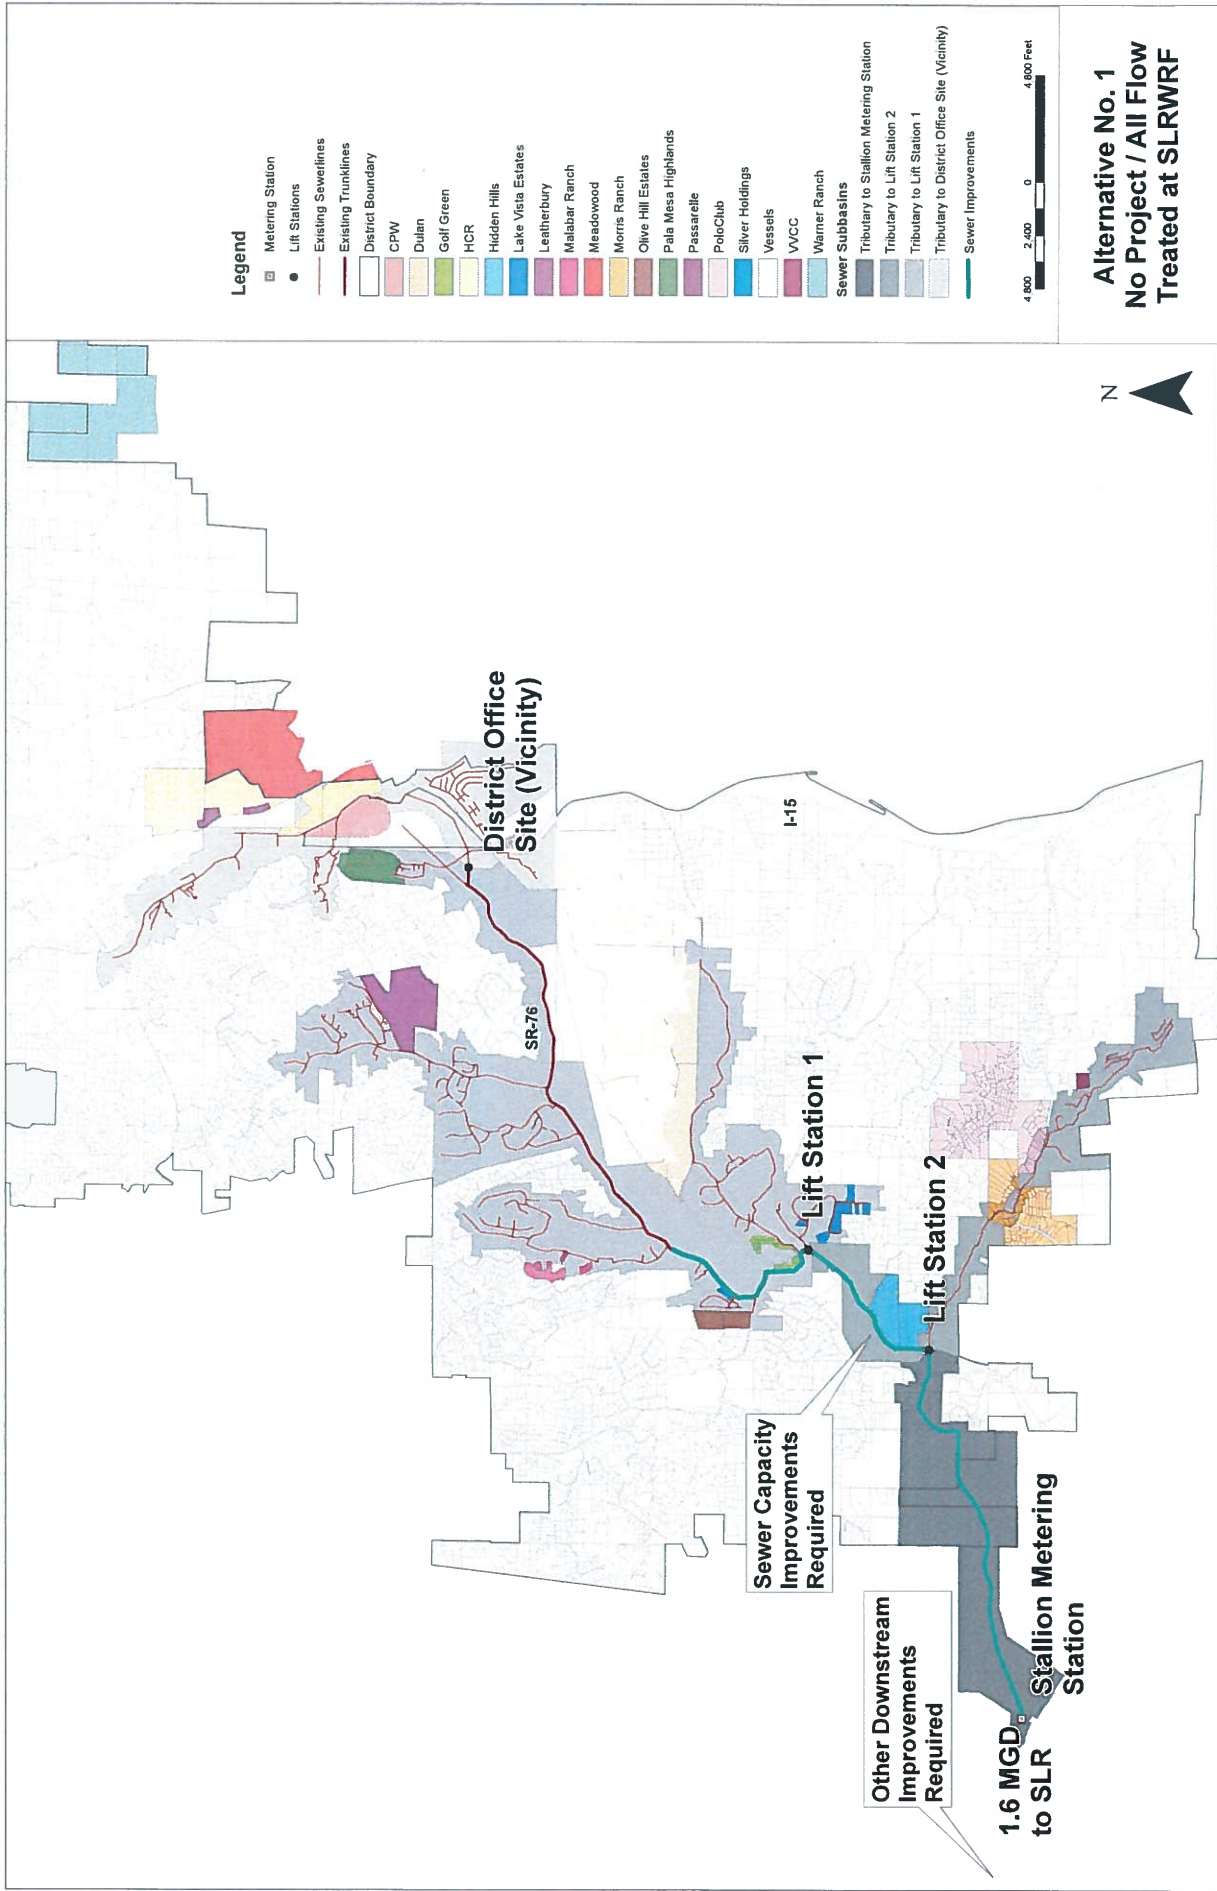 District Office
Site (Vicinity)
SR-76
I-15
Lift Station 1
Lift Station 2
Sewer Capacity
Improvements
Required
Other Downstream
Improvements
Required
1.6 MGD
to SLR
Stallion Metering
Station
N
Legend
Metering Station
Lift Stations
Existing Sewerlines
Existing Trunklines
District Boundary
CPW
Dulan
Golf Green
HCR
Hidden Hills
Lake Vista Estates
Leatherbury
Malabar Ranch
Meadowood
Morris Ranch
Olive Hill Estates
Pala Mesa Highlands
Passarelle
PoloClub
Silver Holdings
Vessels
VVCC
Warner Ranch
Sewer Subbasins
Tributary to Stallion Metering Station
Tributary to Lift Station 2
Tributary to Lift Station 1
Tributary to District Office Site (Vicinity)
Sewer Improvements
4 800 2,400 0 4 800 Feet
Alternative No. 1
No Project / All Flow
Treated at SLRWRF